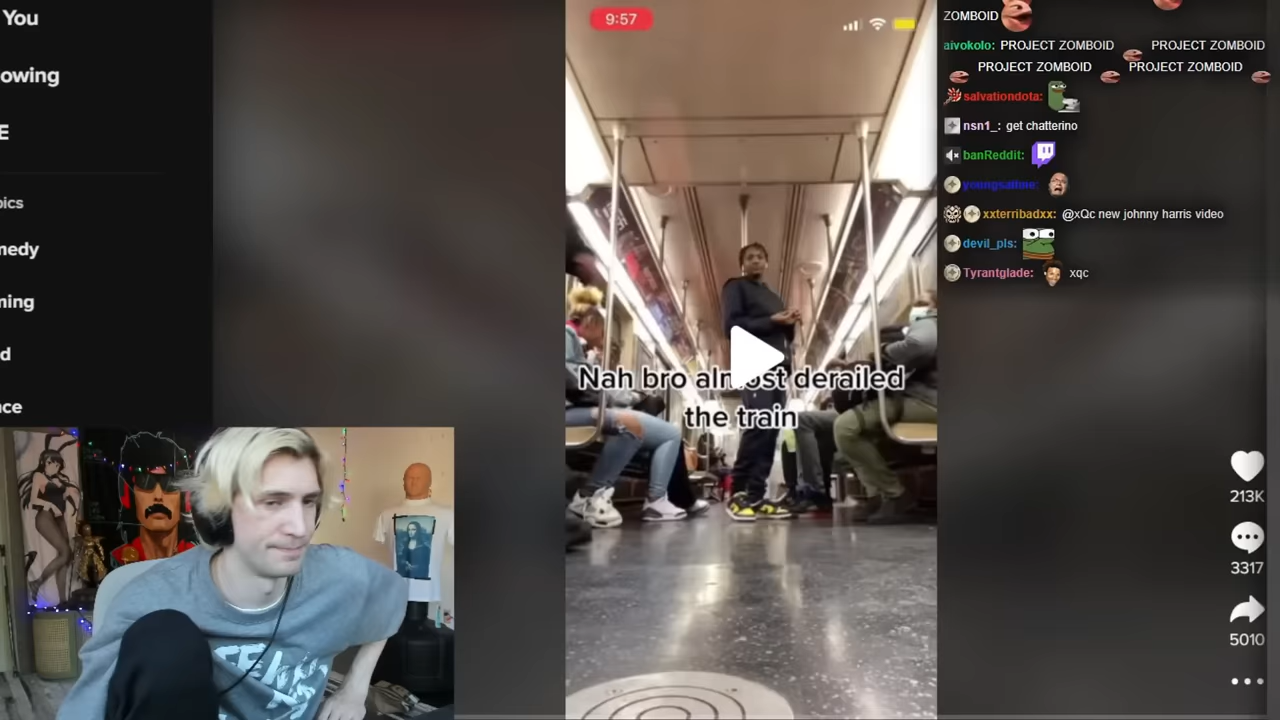 You
owing
E
pics
medy
ming
d
ce
9:57
Nah bro almost derailed
the train
ZOMBOID
aivokolo: PROJECT ZOMBOID PROJECT ZOMBOID
PROJECT ZOMBOID PROJECT ZOMBOID
salvationdota:
nsn1_: get chatterino
banReddit:
xxterribadxx: @xQc new johnny harris video
devil_pls:
Tyrantglade: xqc
213K
3317
5010